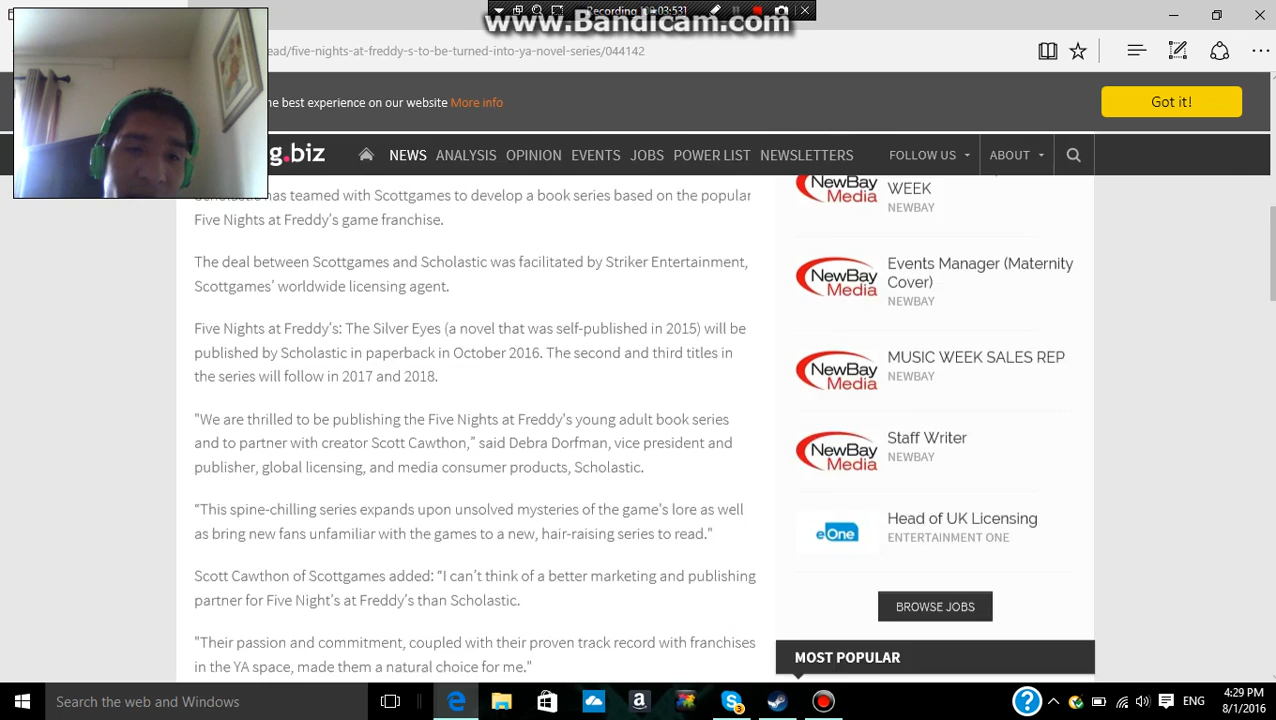 www.Bandicam.com
Recording [00:03:53]
ead/five-nights-at-freddy-s-to-be-turned-into-ya-novel-series/044142
he best experience on our website More info
Got it!
g.biz
NEWS ANALYSIS OPINION EVENTS JOBS POWER LIST NEWSLETTERS FOLLOW US ABOUT
has teamed with Scottgames to develop a book series based on the popular
Five Nights at Freddy's game franchise.
The deal between Scottgames and Scholastic was facilitated by Striker Entertainment,
Scottgames’ worldwide licensing agent.
Five Nights at Freddy’s: The Silver Eyes (a novel that was self-published in 2015) will be
published by Scholastic in paperback in October 2016. The second and third titles in
the series will follow in 2017 and 2018.
"We are thrilled to be publishing the Five Nights at Freddy's young adult book series
and to partner with creator Scott Cawthon,” said Debra Dorfman, vice president and
publisher, global licensing, and media consumer products, Scholastic.
“This spine-chilling series expands upon unsolved mysteries of the game's lore as well
as bring new fans unfamiliar with the games to a new, hair-raising series to read."
Scott Cawthon of Scottgames added: “I can’t think of a better marketing and publishing
partner for Five Night’s at Freddy’s than Scholastic.
"Their passion and commitment, coupled with their proven track record with franchises
in the YA space, made them a natural choice for me."
NewBay
Media
WEEK
NEWBAY
NewBay
Media
Events Manager (Maternity
Cover)
NEWBAY
NewBay
Media
MUSIC WEEK SALES REP
NEWBAY
NewBay
Media
Staff Writer
NEWBAY
eOne
Head of UK Licensing
ENTERTAINMENT ONE
BROWSE JOBS
MOST POPULAR
Search the web and Windows
ENG
4:29 PM
8/1/2016